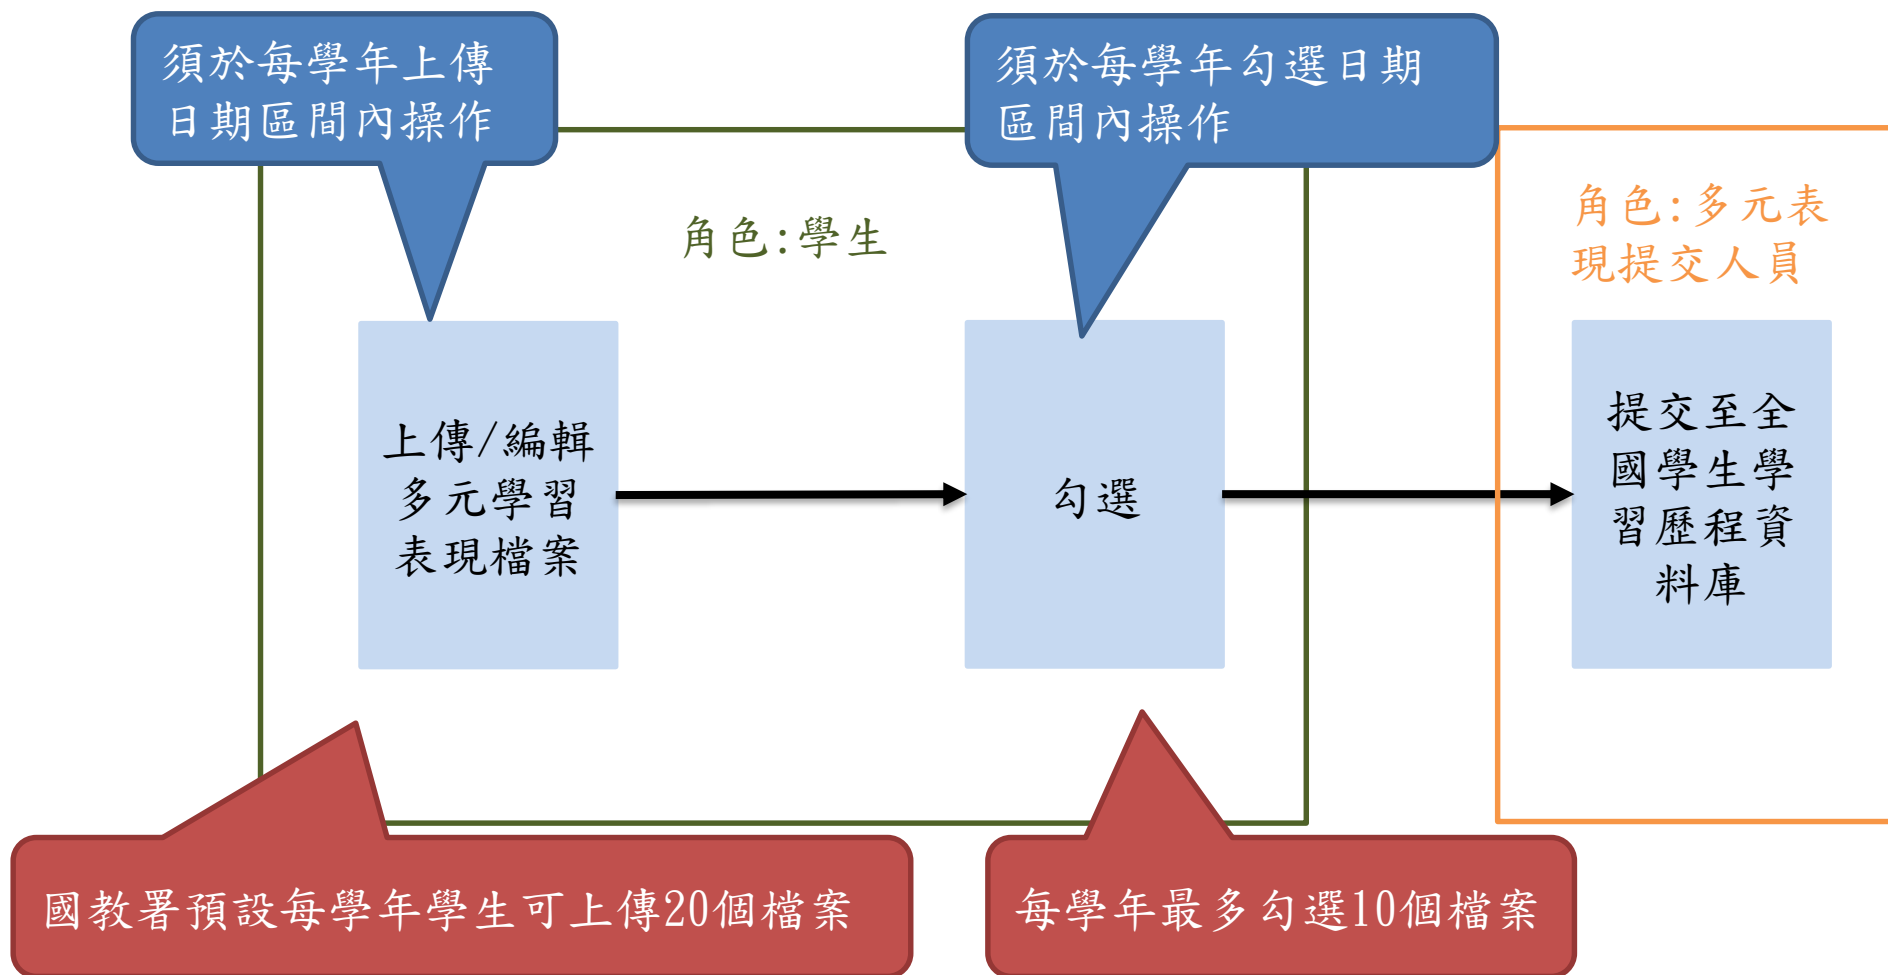 須於每學年上傳
日期區間內操作
須於每學年勾選日期
區間內操作
角色:學生
角色:多元表
現提交人員
上傳/編輯
多元學習
表現檔案
勾選
提交至全
國學生學
習歷程資
料庫
國教署預設每學年學生可上傳20個檔案
每學年最多勾選10個檔案